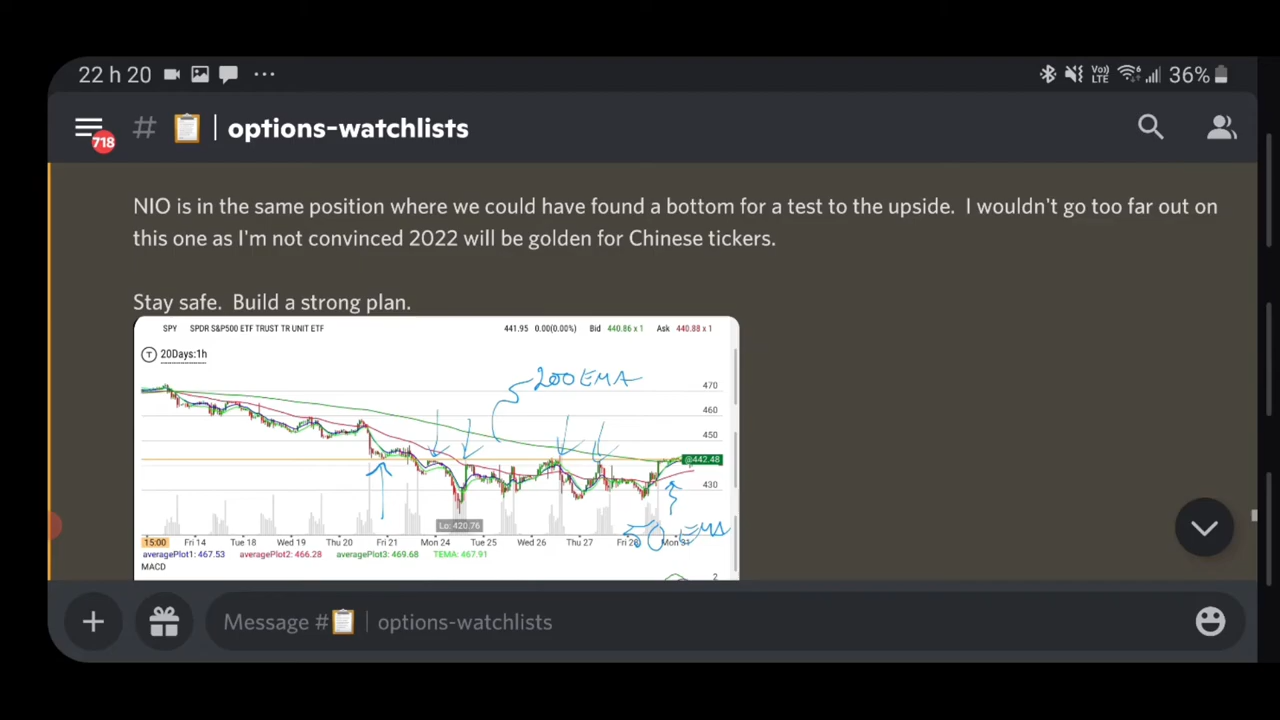 22 h 20 ... Vo)) LTE 6 36%
718 # | options-watchlists
NIO is in the same position where we could have found a bottom for a test to the upside. I wouldn't go too far out on
this one as I'm not convinced 2022 will be golden for Chinese tickers.
Stay safe. Build a strong plan.
SPY SPDR S&P500 ETF TRUST TR UNIT ETF 441.95 0.00(0.00%) Bid 440.86 x 1 Ask 440.88 x 1
T 20Days:1h
200 EMA
470
460
450
@442.48
430
Lo: 420.76
50 EMA
15:00 Fri 14 Tue 18 Wed 19 Thu 20 Fri 21 Mon 24 Tue 25 Wed 26 Thu 27 Fri 28 Mon 31
averagePlot1: 467.53 averagePlot2: 466.28 averagePlot3: 469.68 TEMA: 467.91
MACD
2
Message # | options-watchlists